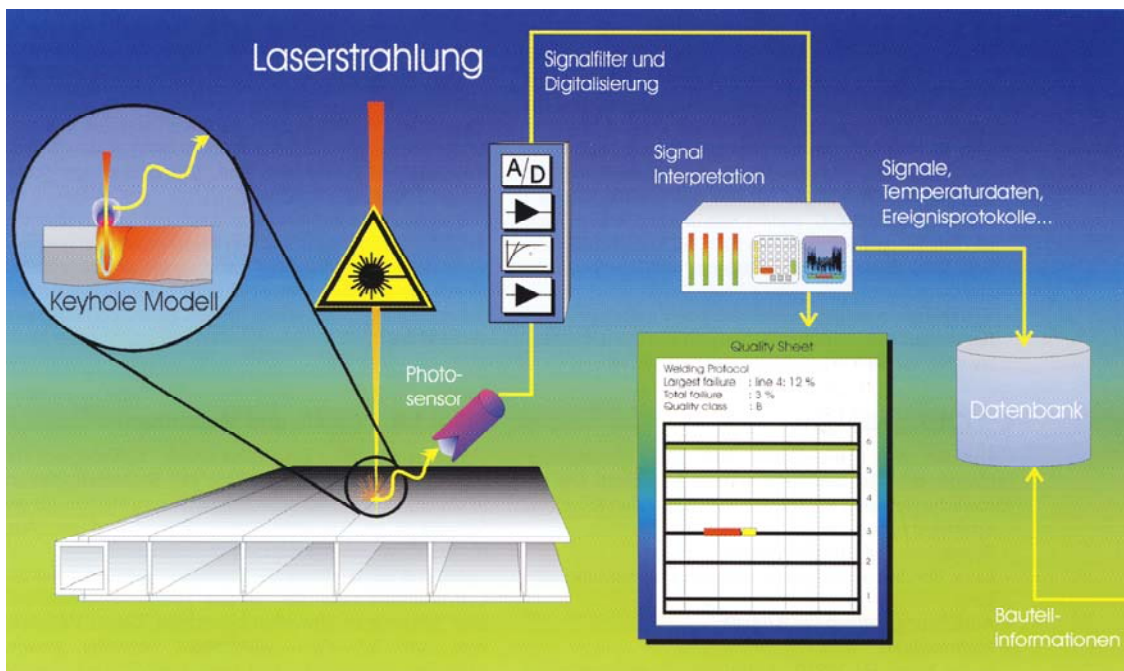 Laserstrahlung
Signalfilter und
Digitalisierung
Keyhole Modell
A/D
Photo-
sensor
Signal
Interpretation
Signale,
Temperaturdaten,
Ereignisprotokolle...
Quality Sheet
Welding Protocol
Largest failure : line 4: 12 %
Total failure : 3 %
Quality class : B
6
5
4
3
2
1
Datenbank
Bauteil-
informationen